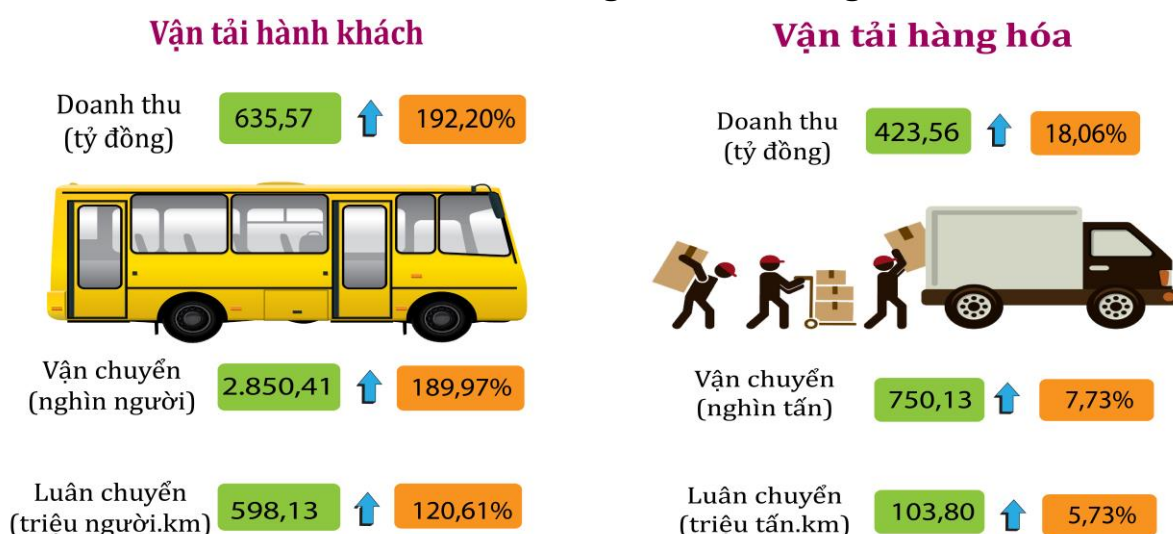 Vận tải hành khách
Doanh thu
(tỷ đồng)
635,57
192,20%
Vận chuyển
(nghìn người)
2.850,41
189,97%
Luân chuyển
(triệu người.km)
598,13
120,61%
Vận tải hàng hóa
Doanh thu
(tỷ đồng)
423,56
18,06%
Vận chuyển
(nghìn tấn)
750,13
7,73%
Luân chuyển
(triệu tấn.km)
103,80
5,73%